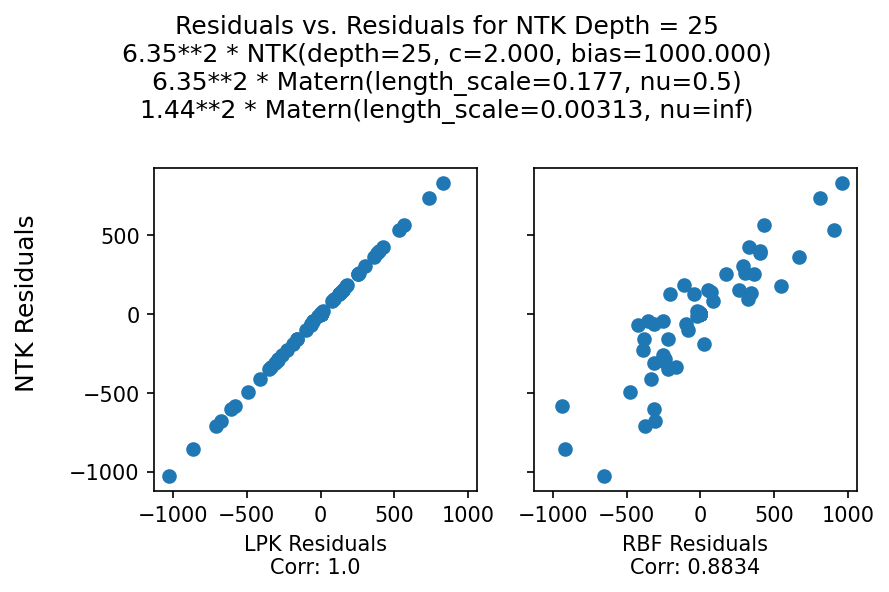 Residuals vs. Residuals for NTK Depth = 25
6.35**2 * NTK(depth=25, c=2.000, bias=1000.000)
6.35**2 * Matern(length_scale=0.177, nu=0.5)
1.44**2 * Matern(length_scale=0.00313, nu=inf)
NTK Residuals
500
0
−500
−1000
−1000 −500 0 500 1000
LPK Residuals
Corr: 1.0
−1000 −500 0 500 1000
RBF Residuals
Corr: 0.8834